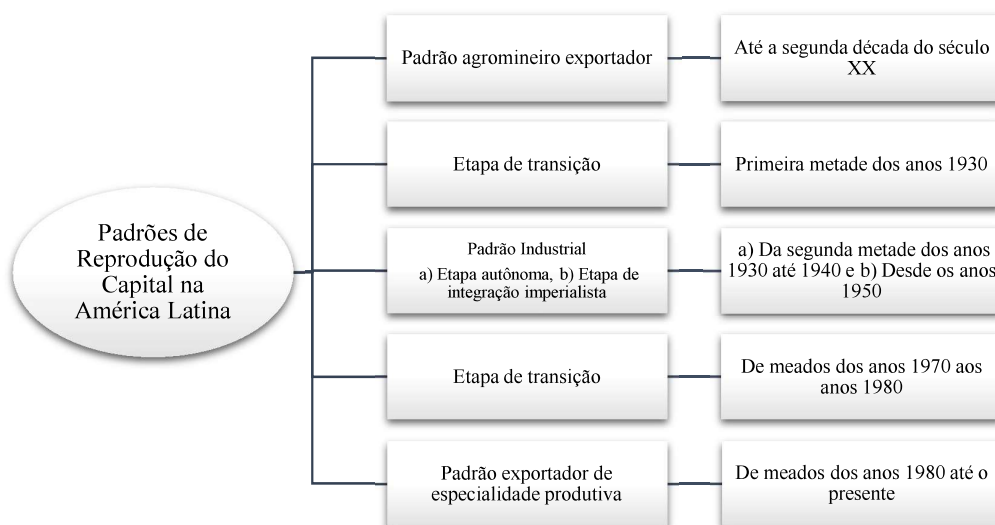 Padrões de
Reprodução do
Capital na
América Latina
Padrão agromineiro exportador
Até a segunda década do século
XX
Etapa de transição
Primeira metade dos anos 1930
Padrão Industrial
a) Etapa autônoma, b) Etapa de
integração imperialista
a) Da segunda metade dos anos
1930 até 1940 e b) Desde os anos
1950
Etapa de transição
De meados dos anos 1970 aos
anos 1980
Padrão exportador de
especialidade produtiva
De meados dos anos 1980 até o
presente